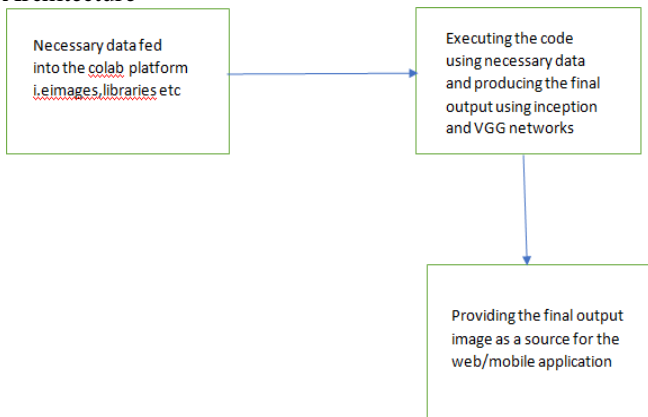 Architecture
Necessary data fed
into the colab platform
i.eimages,libraries etc
Executing the code
using necessary data
and producing the final
output using inception
and VGG networks
Providing the final output
image as a source for the
web/mobile application